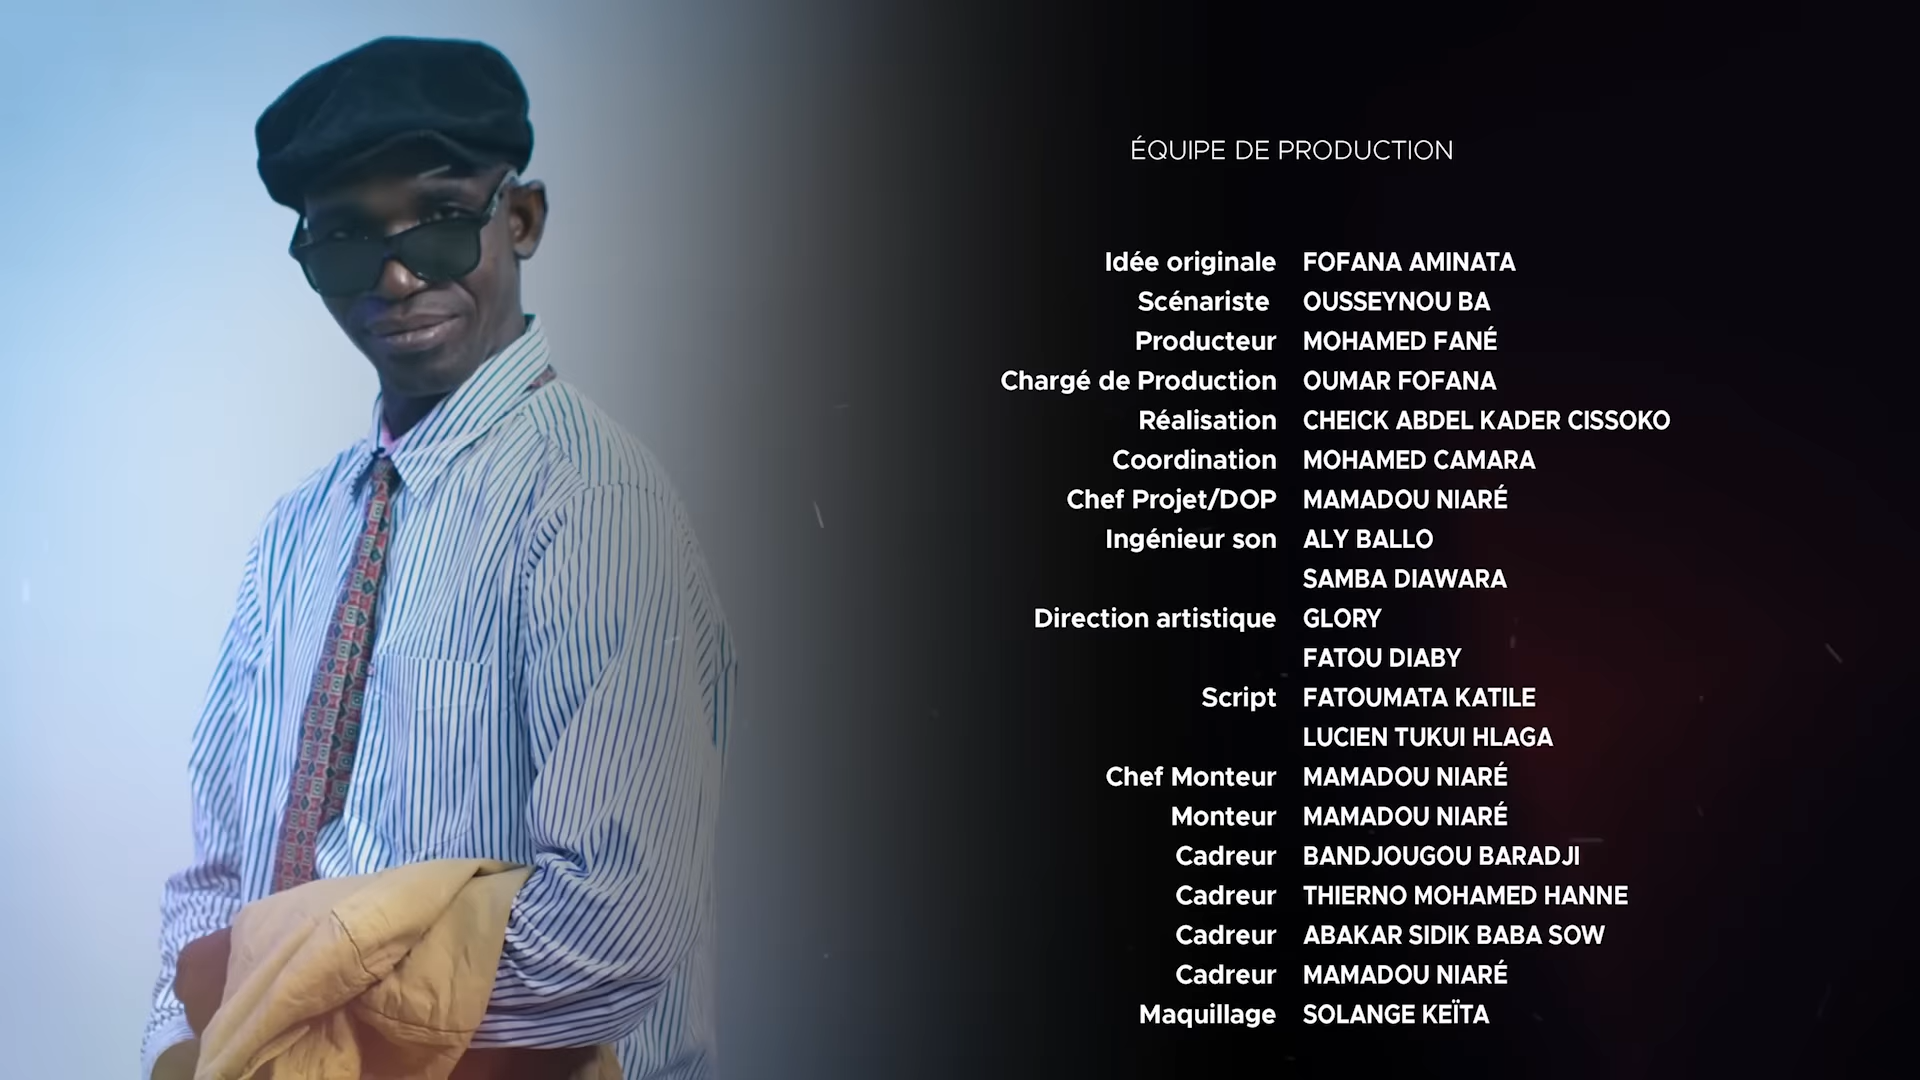 ÉQUIPE DE PRODUCTION
Idée originale FOFANA AMINATA
Scénariste OUSSEYNOU BA
Producteur MOHAMED FANÉ
Chargé de Production OUMAR FOFANA
Réalisation CHEICK ABDEL KADER CISSOKO
Coordination MOHAMED CAMARA
Chef Projet/DOP MAMADOU NIARÉ
Ingénieur son ALY BALLO
SAMBA DIAWARA
Direction artistique GLORY
FATOU DIABY
Script FATOUMATA KATILE
LUCIEN TUKUI HLAGA
Chef Monteur MAMADOU NIARÉ
Monteur MAMADOU NIARÉ
Cadreur BANDJOUGOU BARADJI
Cadreur THIERNO MOHAMED HANNE
Cadreur ABAKAR SIDIK BABA SOW
Cadreur MAMADOU NIARÉ
Maquillage SOLANGE KEÏTA